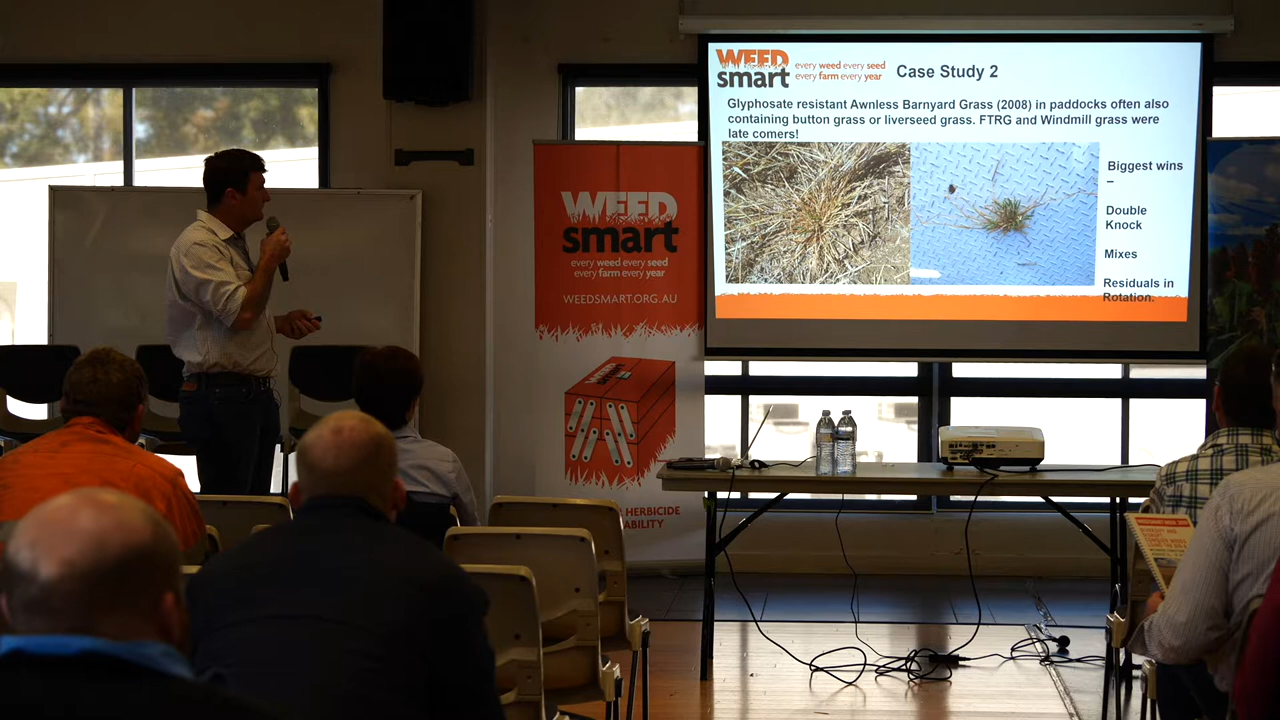 WEED
smart
every weed every seed
every farm every year
Case Study 2
Glyphosate resistant Awnless Barnyard Grass (2008) in paddocks often also
containing button grass or liverseed grass. FTRG and Windmill grass were
late comers!
Biggest wins
–
Double
Knock
Mixes
Residuals in
Rotation.
WEED
smart
every weed every seed
every farm every year
WEEDSMART.ORG.AU
HERBICIDE
ABILITY